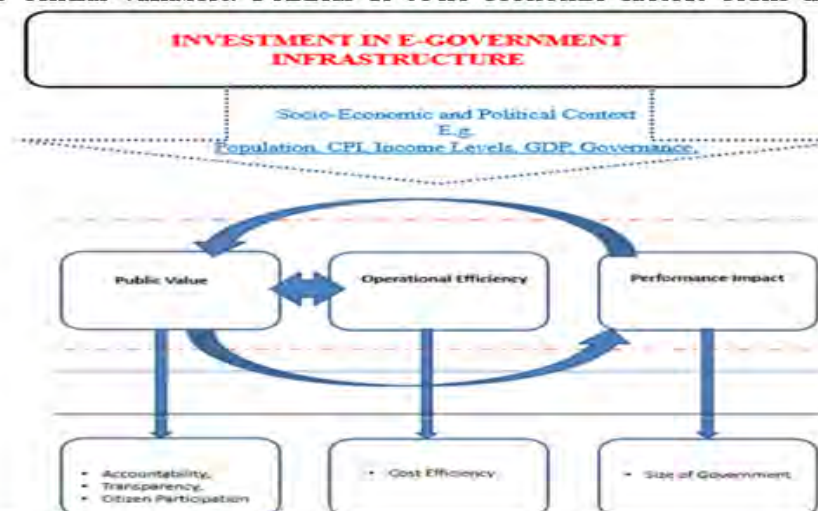 INVESTMENT IN E-GOVERNMENT
INFRASTRUCTURE
Socio-Economic and Political Context
E.g.
Population, CPI, Income Levels, GDP, Governance,
Public Value
Operational Efficiency
Performance Impact
• Accountability,
• Transparency,
• Citizen Participation
• Cost Efficiency
• Size of Government